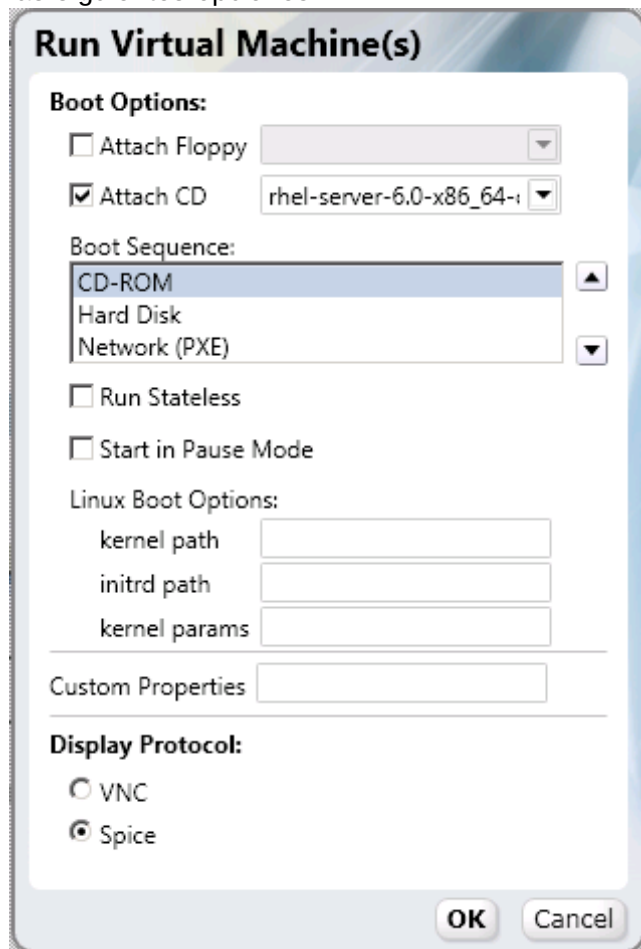 Run Virtual Machine(s)
Boot Options:
Attach Floppy
Attach CD rhel-server-6.0-x86_64-
Boot Sequence:
CD-ROM
Hard Disk
Network (PXE)
Run Stateless
Start in Pause Mode
Linux Boot Options:
kernel path
initrd path
kernel params
Custom Properties
Display Protocol:
VNC
Spice
OK Cancel